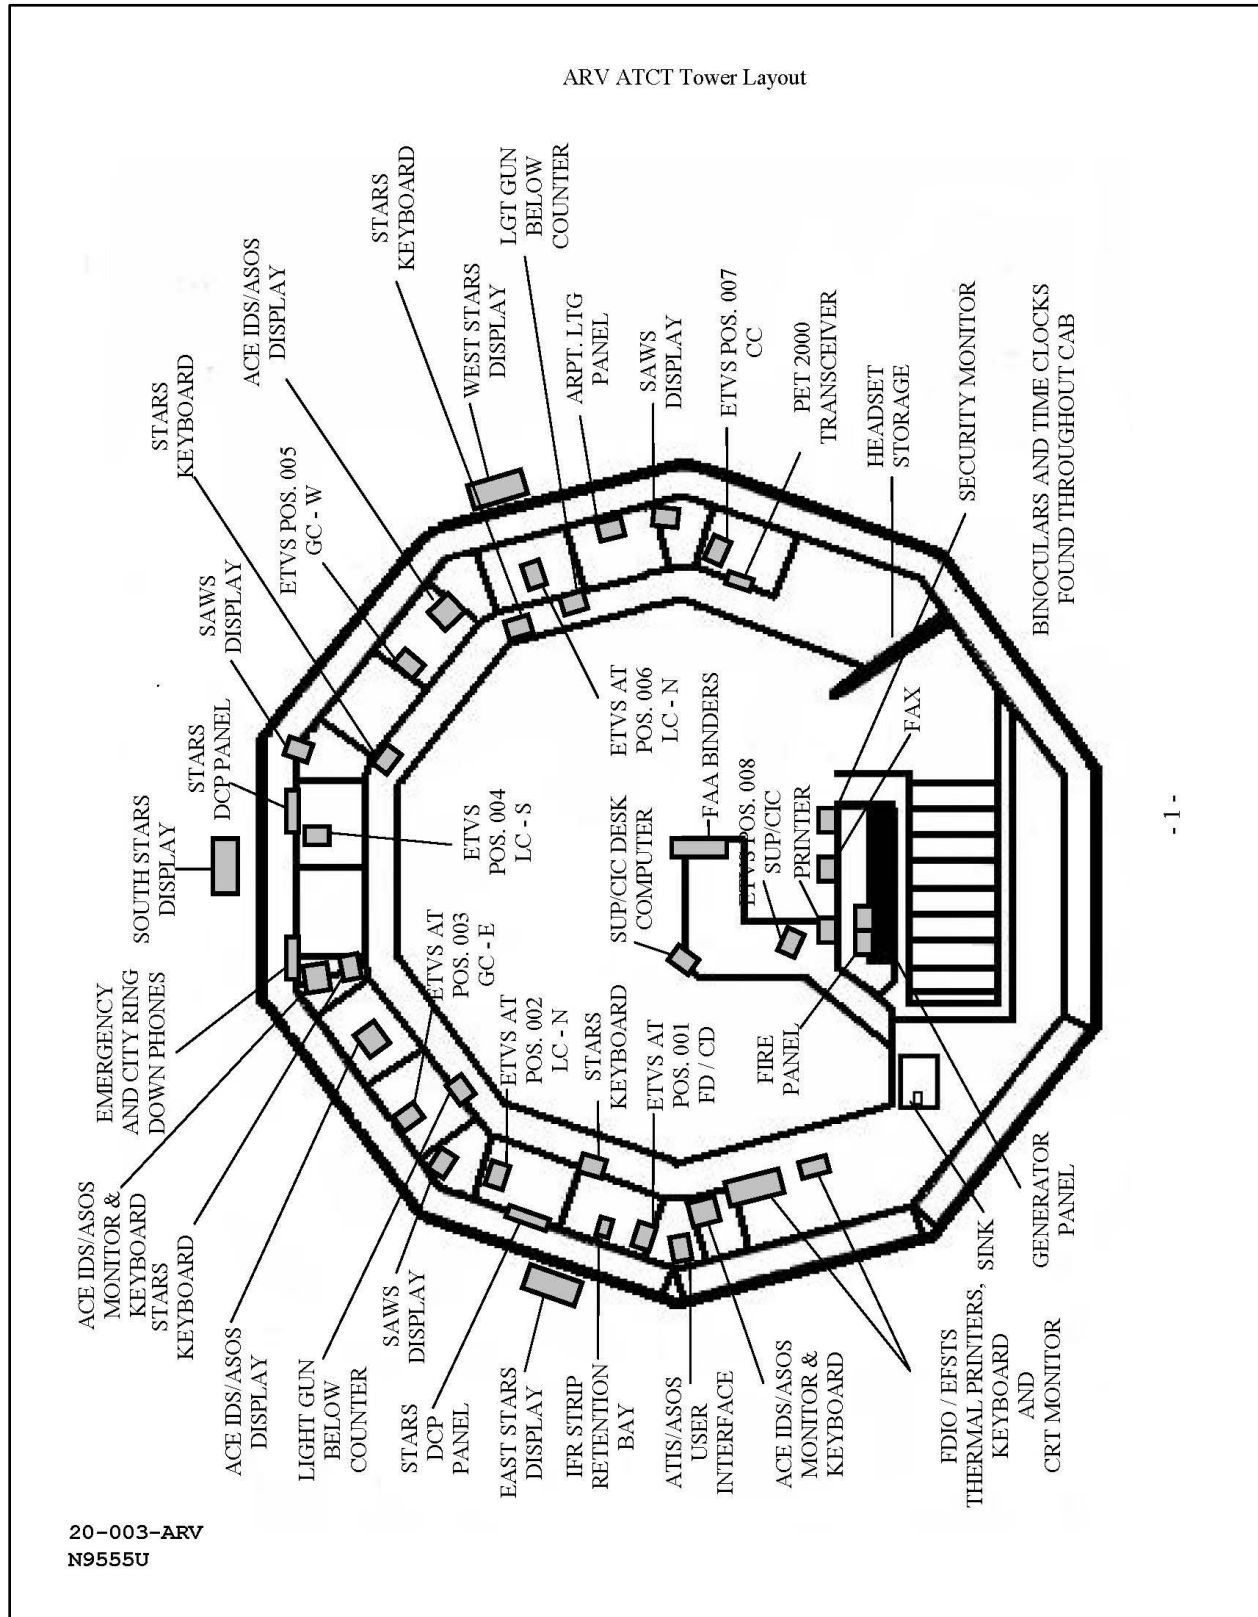 ARV ATCT Tower Layout
STARS
KEYBOARD
LGT GUN
BELOW
COUNTER
ACE IDS/ASOS
DISPLAY
WEST STARS
DISPLAY
ARPT. LTG
PANEL
SAWS
DISPLAY
ETVS POS. 007
CC
PET 2000
TRANSCEIVER
HEADSET
STORAGE
SECURITY MONITOR
BINOCULARS AND TIME CLOCKS
FOUND THROUGHOUT CAB
STARS
KEYBOARD
ETVS POS. 005
GC - W
SAWS
DISPLAY
STARS
DCP PANEL
SOUTH STARS
DISPLAY
EMERGENCY
AND CITY RING
DOWN PHONES
ETVS
POS. 004
LC - S
ETVS AT
POS. 006
LC - N
FAA BINDERS
FAX
SUP/CIC DESK
COMPUTER
ETVS POS. 008
SUP/CIC
PRINTER
ETVS AT
POS. 003
GC - E
ETVS AT
POS. 002
LC - N
STARS
KEYBOARD
ETVS AT
POS. 001
FD / CD
FIRE
PANEL
ACE IDS/ASOS
MONITOR &
KEYBOARD
STARS
KEYBOARD
ACE IDS/ASOS
DISPLAY
LIGHT GUN
BELOW
COUNTER
SAWS
DISPLAY
STARS
DCP
PANEL
EAST STARS
DISPLAY
IFR STRIP
RETENTION
BAY
ATIS/ASOS
USER
INTERFACE
ACE IDS/ASOS
MONITOR &
KEYBOARD
FDIO / EFSTS
THERMAL PRINTERS,
KEYBOARD
AND
CRT MONITOR
SINK
GENERATOR
PANEL
- 1 -
20-003-ARV
N9555U